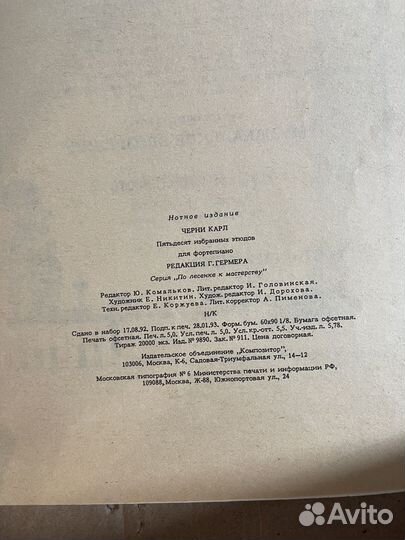 Нотное издание
ЧЕРНИ КАРЛ
Пятьдесят избранных этюдов
для фортепиано
РЕДАКЦИЯ Г. ГЕРМЕРА
Серия „По лесенке к мастерству“
Редактор Ю. Комальков. Лит. редактор И. Головинская.
Художник Е. Никитин. Худож. редактор И. Дорохова.
Техн. редактор Е. Коржуева. Лит. корректор А. Пименова.
Н/К
Сдано в набор 17.08.92. Подп. к печ. 28.01.93. Форм. бум. 60х90 1/8. Бумага офсетная.
Печать офсетная. Печ. л. 5,0. Усл. печ. л. 5,0. Усл. кр.-отт. 5,5. Уч.-изд. л. 5,78.
Тираж 20000 экз. Изд. № 9890. Зак. № 911. Цена договорная.
Издательское объединение „Композитор“,
103006, Москва, К-6, Садовая-Триумфальная ул., 14—12
Московская типография № 6 Министерства печати и информации РФ,
109088, Москва, Ж-88, Южнопортовая ул., 24
Avito